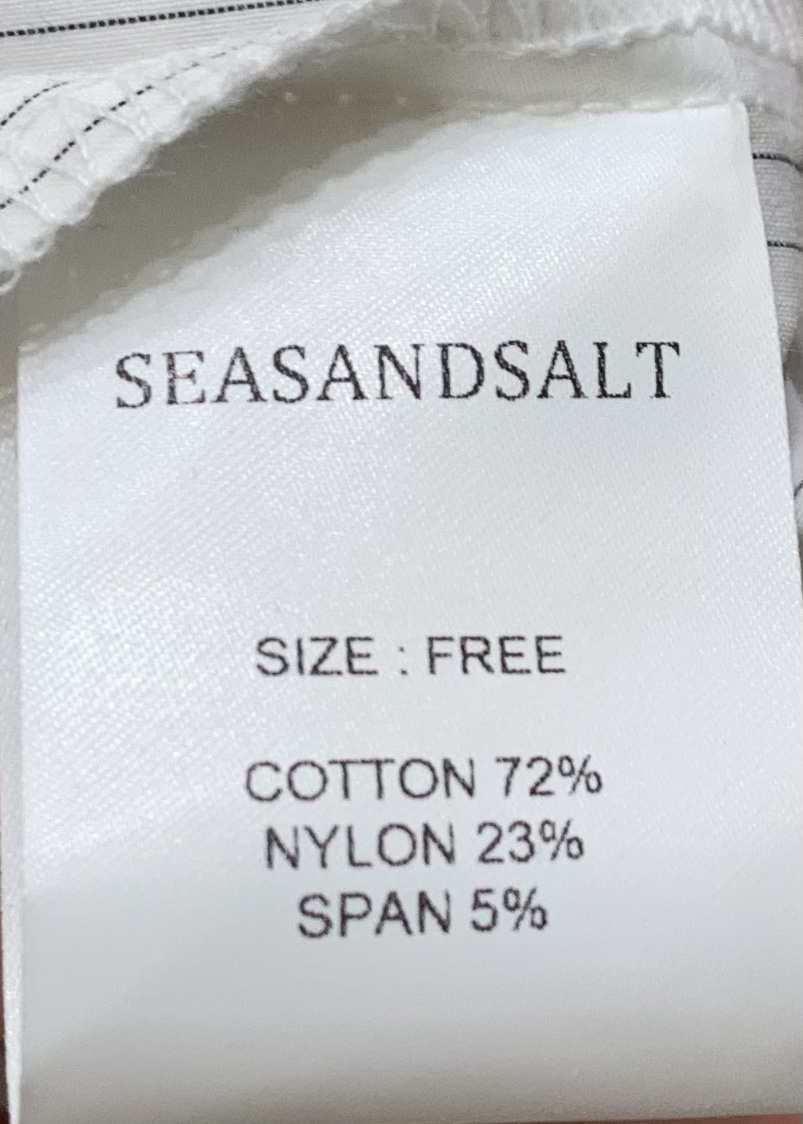 SEASANDSALT
SIZE : FREE
COTTON 72%
NYLON 23%
SPAN 5%